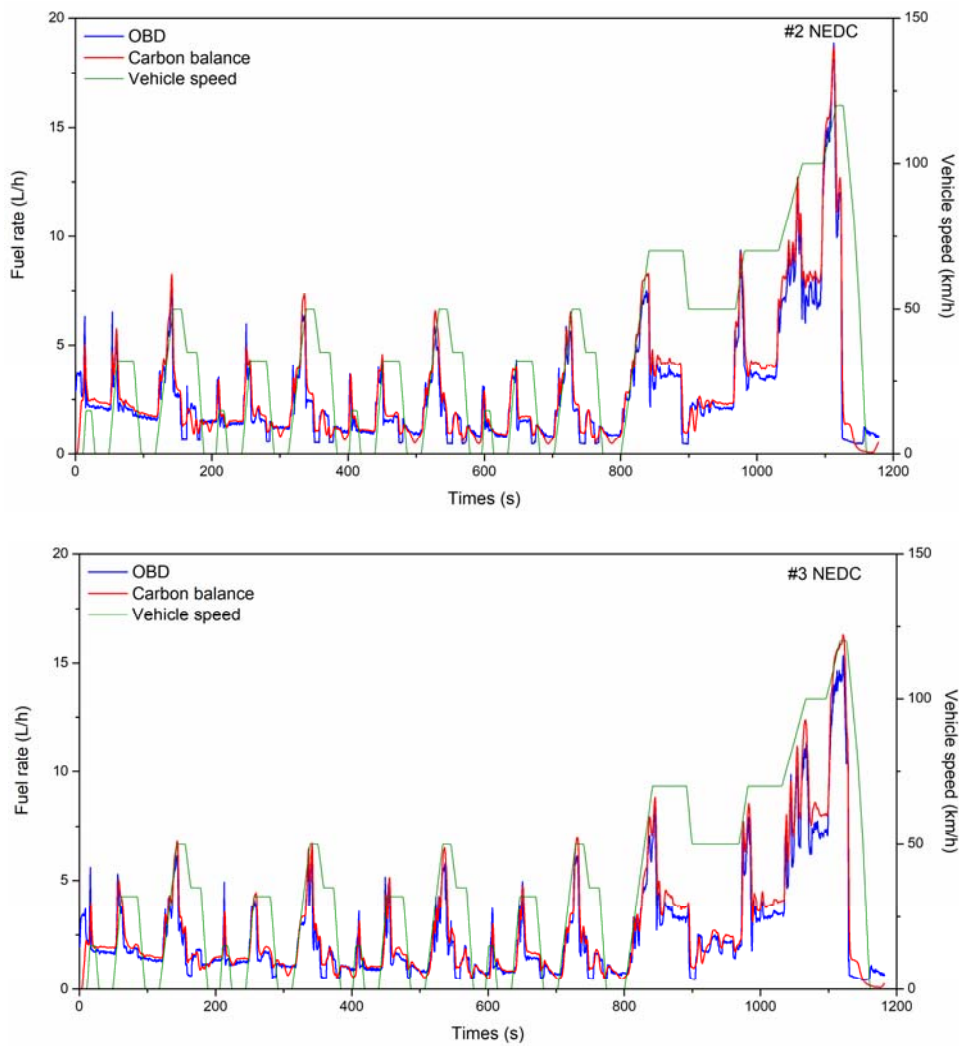 #2 NEDC
OBD
Carbon balance
Vehicle speed
Fuel rate (L/h)
Vehicle speed (km/h)
20
15
10
5
0
150
100
50
0
0 200 400 600 800 1000 1200
Times (s)
#3 NEDC
OBD
Carbon balance
Vehicle speed
Fuel rate (L/h)
Vehicle speed (km/h)
20
15
10
5
0
150
100
50
0
0 200 400 600 800 1000 1200
Times (s)